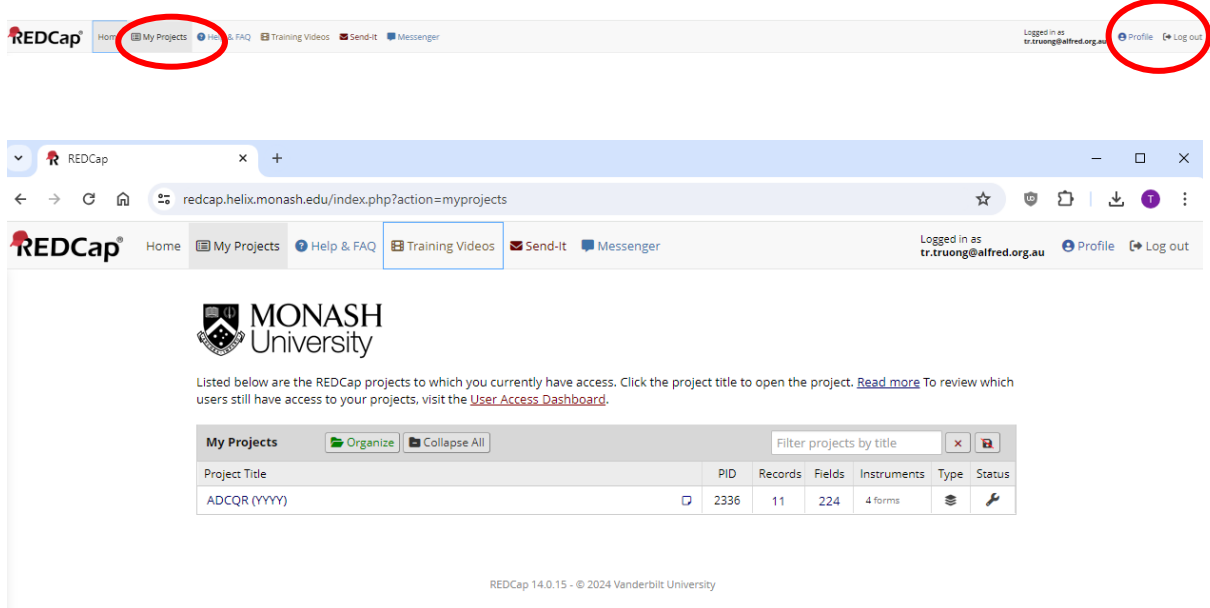 REDCap® Home My Projects Help & FAQ Training Videos Send-It Messenger Logged in as Profile Log out
tr.truong@alfred.org.au
REDCap
redcap.helix.monash.edu/index.php?action=myprojects T
REDCap® Home My Projects Help & FAQ Training Videos Send-It Messenger Logged in as Profile Log out
tr.truong@alfred.org.au
MONASH
University
Listed below are the REDCap projects to which you currently have access. Click the project title to open the project. Read more To review which
users still have access to your projects, visit the User Access Dashboard.
My Projects Organize Collapse All Filter projects by title
Project Title PID Records Fields Instruments Type Status
ADCQR (YYYY) 2336 11 224 4 forms
REDCap 14.0.15 - © 2024 Vanderbilt University